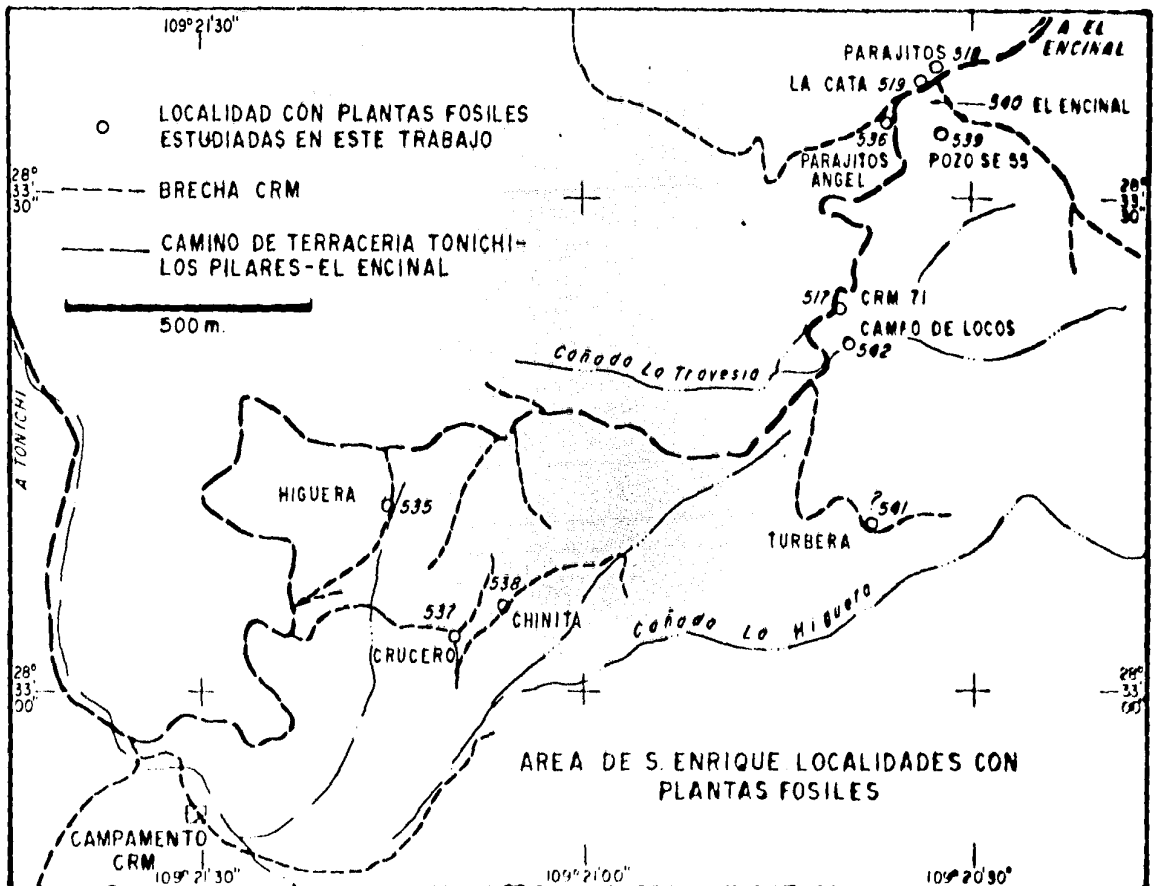 109°21'30"
A EL
ENCINAL
PARAJITOS 518
LA CATA 519
540 EL ENCINAL
LOCALIDAD CON PLANTAS FOSILES
ESTUDIADAS EN ESTE TRABAJO
536
539
PARAJITOS
ANGEL
POZO SE 55
28°
33'
30"
BRECHA CRM
28°
33'
30"
CAMINO DE TERRACERIA TONICHI-
LOS PILARES-EL ENCINAL
500 m.
517
CRM 71
CAMPO DE LOCOS
542
Cañada La Travesia
A TONICHI
HIGUERA
535
?
541
TURBERA
538
CHINITA
537
CRUCERO
Cañada La Higuera
28°
33'
00"
28°
33'
00"
AREA DE S. ENRIQUE LOCALIDADES CON
PLANTAS FOSILES
CAMPAMENTO
CRM
109°21'30"
109°21'00"
109°20'30"